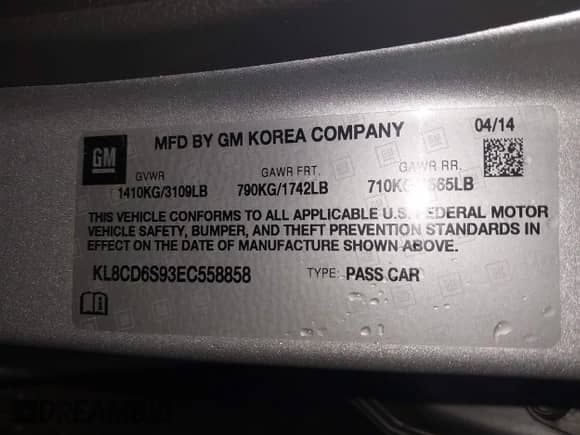 GM MFD BY GM KOREA COMPANY 04/14
GVWR GAWR FRT. GAWR RR.
1410KG/3109LB 790KG/1742LB 710KG 565LB
THIS VEHICLE CONFORMS TO ALL APPLICABLE U.S. FEDERAL MOTOR
VEHICLE SAFETY, BUMPER, AND THEFT PREVENTION STANDARDS IN
EFFECT ON THE DATE OF MANUFACTURE SHOWN ABOVE.
KL8CD6S93EC558858 TYPE: PASS CAR
DREAMBID